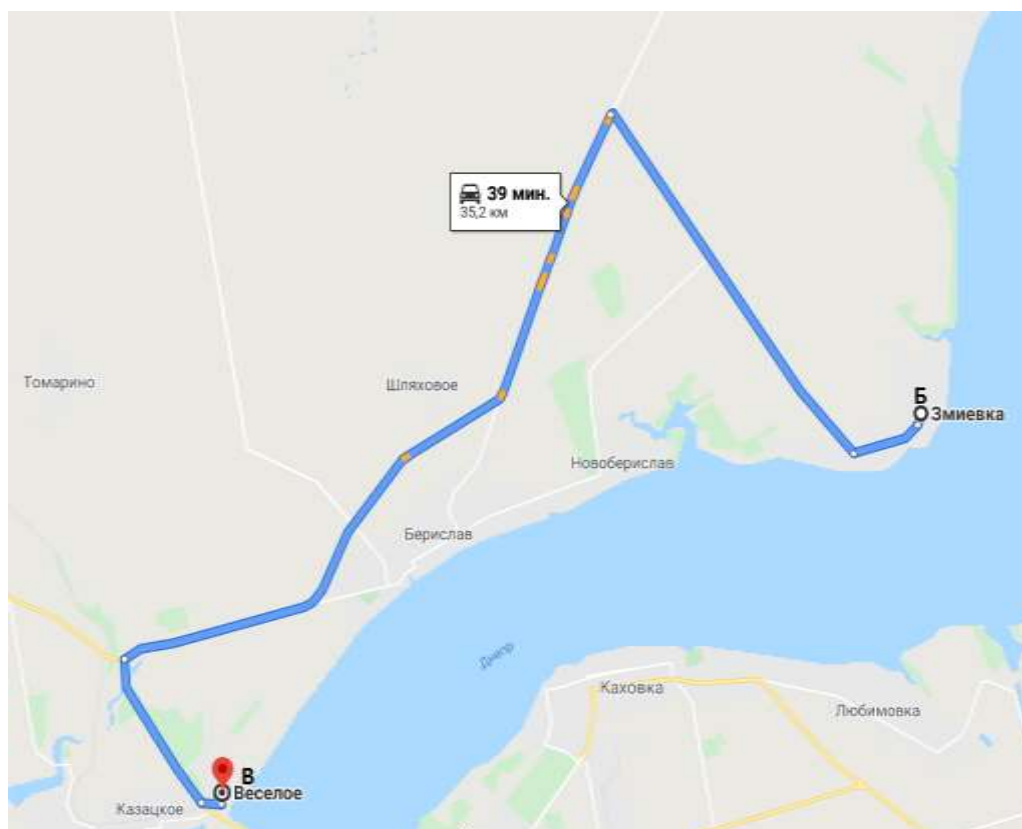 39 мин.
35,2 км
Томарино
Шляховое
Б
Змиевка
Новоберислав
Берислав
Днепр
Каховка
Любимовка
В
Веселое
Казацкое